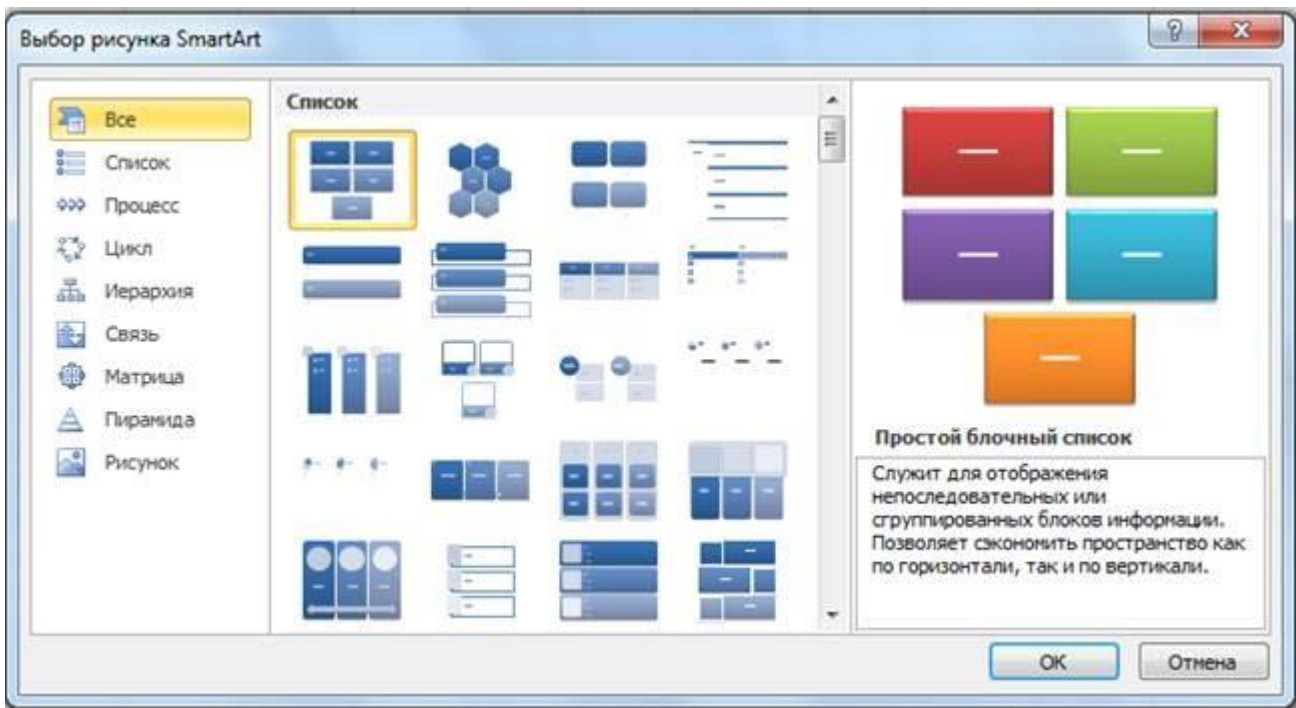 Выбор рисунка SmartArt
Все
Список
Процесс
Цикл
Иерархия
Связь
Матрица
Пирамида
Рисунок
Список
Простой блочный список
Служит для отображения
непоследовательных или
сгруппированных блоков информации.
Позволяет сэкономить пространство как
по горизонтали, так и по вертикали.
ОК
Отмена